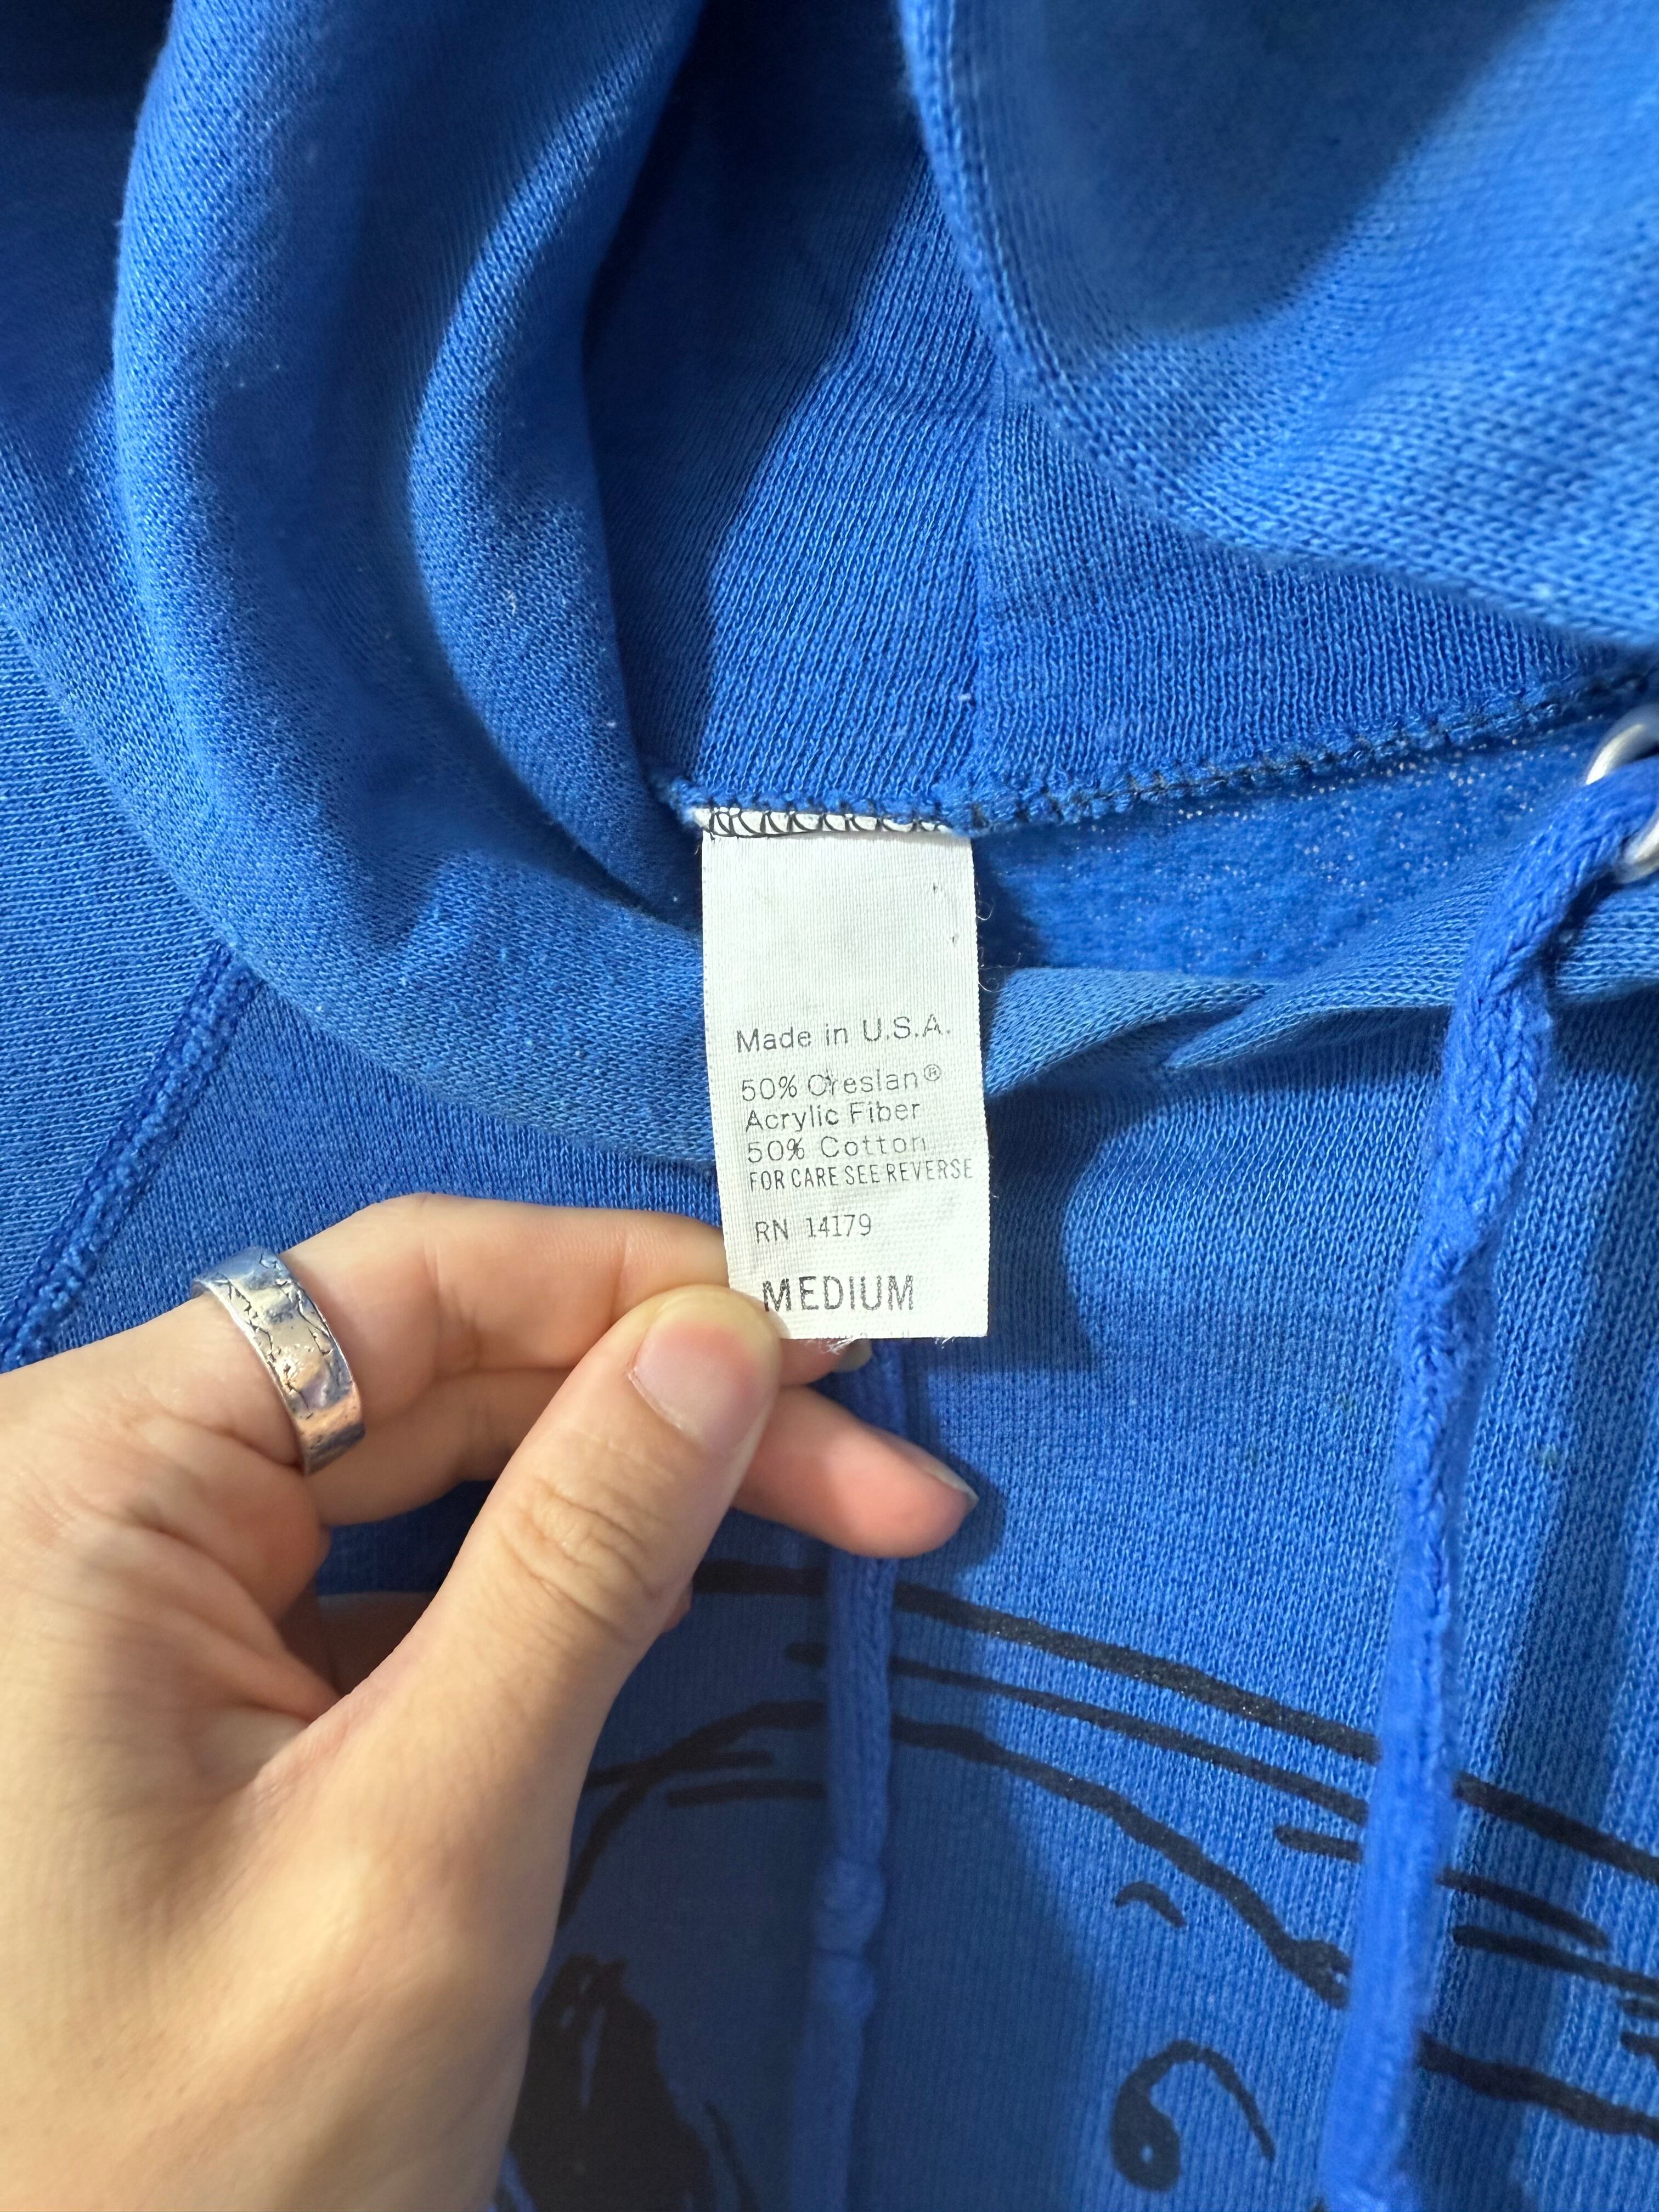 Made in U.S.A.
50% Creslan®
Acrylic Fiber
50% Cotton
FOR CARE SEE REVERSE
RN 14179
MEDIUM